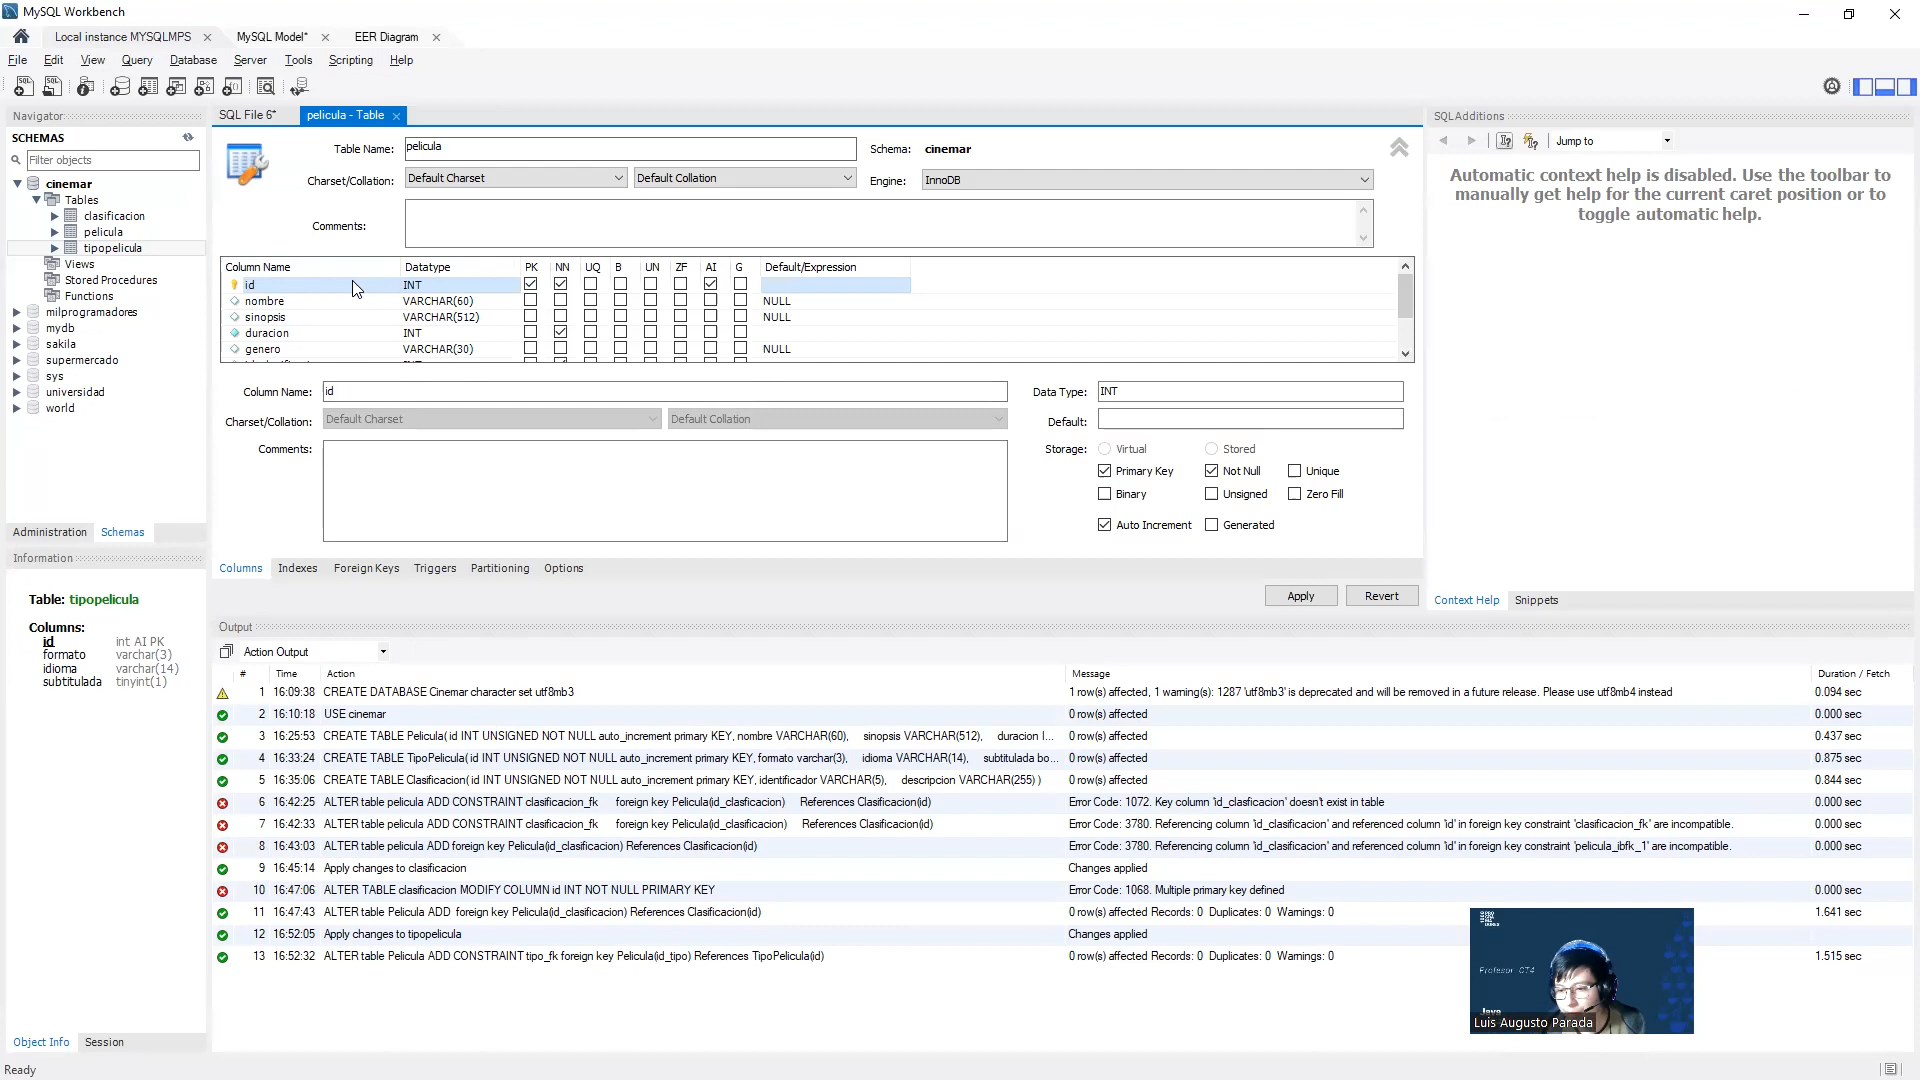 MySQL Workbench
Local instance MYSQLMPS
MySQL Model*
EER Diagram
File Edit View Query Database Server Tools Scripting Help
Navigator
SCHEMAS
Filter objects
cinemar
Tables
clasificacion
pelicula
tipopelicula
Views
Stored Procedures
Functions
milprogramadores
mydb
sakila
supermercado
sys
universidad
world
Administration Schemas
Information
Table: tipopelicula
Columns:
id int AI PK
formato varchar(3)
idioma varchar(14)
subtitulada tinyint(1)
Object Info Session
Ready
SQL File 6* pelicula - Table
Table Name: pelicula Schema: cinemar
Charset/Collation: Default Charset Default Collation Engine: InnoDB
Comments:
Column Name Datatype PK NN UQ B UN ZF AI G Default/Expression
id INT
nombre VARCHAR(60) NULL
sinopsis VARCHAR(512) NULL
duracion INT
genero VARCHAR(30) NULL
Column Name: id Data Type: INT
Charset/Collation: Default Charset Default Collation Default:
Comments: Storage: Virtual Stored
Primary Key Not Null Unique
Binary Unsigned Zero Fill
Auto Increment Generated
Columns Indexes Foreign Keys Triggers Partitioning Options
Apply Revert
SQLAdditions
Jump to
Automatic context help is disabled. Use the toolbar to
manually get help for the current caret position or to
toggle automatic help.
Context Help Snippets
Output
Action Output
# Time Action Message Duration / Fetch
1 16:09:38 CREATE DATABASE Cinemar character set utf8mb3 1 row(s) affected, 1 warning(s): 1287 'utf8mb3' is deprecated and will be removed in a future release. Please use utf8mb4 instead 0.094 sec
2 16:10:18 USE cinemar 0 row(s) affected 0.000 sec
3 16:25:53 CREATE TABLE Pelicula( id INT UNSIGNED NOT NULL auto_increment primary KEY, nombre VARCHAR(60), sinopsis VARCHAR(512), duracion I... 0 row(s) affected 0.437 sec
4 16:33:24 CREATE TABLE TipoPelicula( id INT UNSIGNED NOT NULL auto_increment primary KEY, formato varchar(3), idioma VARCHAR(14), subtitulada bo... 0 row(s) affected 0.875 sec
5 16:35:06 CREATE TABLE Clasificacion( id INT UNSIGNED NOT NULL auto_increment primary KEY, identificador VARCHAR(5), descripcion VARCHAR(255) ) 0 row(s) affected 0.844 sec
6 16:42:25 ALTER table pelicula ADD CONSTRAINT clasificacion_fk foreign key Pelicula(id_clasficacion) References Clasificacion(id) Error Code: 1072. Key column 'id_clasficacion' doesn't exist in table 0.000 sec
7 16:42:33 ALTER table pelicula ADD CONSTRAINT clasificacion_fk foreign key Pelicula(id_clasificacion) References Clasificacion(id) Error Code: 3780. Referencing column 'id_clasificacion' and referenced column 'id' in foreign key constraint 'clasificacion_fk' are incompatible. 0.000 sec
8 16:43:03 ALTER table pelicula ADD foreign key Pelicula(id_clasificacion) References Clasificacion(id) Error Code: 3780. Referencing column 'id_clasificacion' and referenced column 'id' in foreign key constraint 'pelicula_ibfk_1' are incompatible. 0.000 sec
9 16:45:14 Apply changes to clasificacion Changes applied
10 16:47:06 ALTER TABLE clasificacion MODIFY COLUMN id INT NOT NULL PRIMARY KEY Error Code: 1068. Multiple primary key defined 0.000 sec
11 16:47:43 ALTER table Pelicula ADD foreign key Pelicula(id_clasificacion) References Clasificacion(id) 0 row(s) affected Records: 0 Duplicates: 0 Warnings: 0 1.641 sec
12 16:52:05 Apply changes to tipopelicula Changes applied
13 16:52:32 ALTER table Pelicula ADD CONSTRAINT tipo_fk foreign key Pelicula(id_tipo) References TipoPelicula(id) 0 row(s) affected Records: 0 Duplicates: 0 Warnings: 0 1.515 sec
Profesor CT4
Java
Luis Augusto Parada